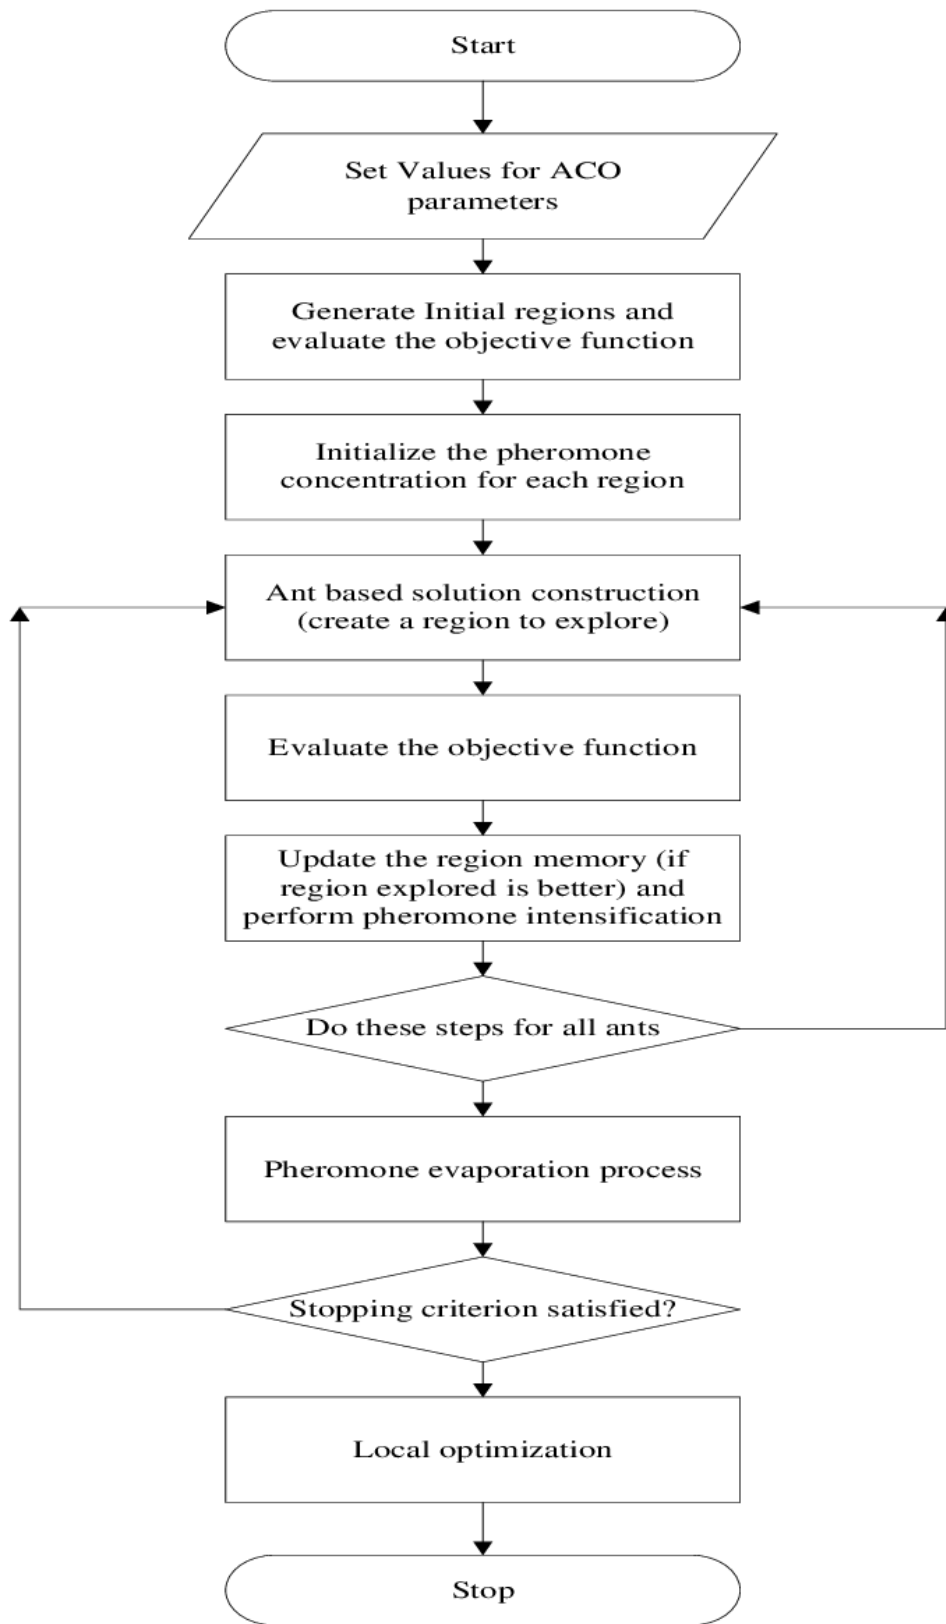 Start
Set Values for ACO
parameters
Generate Initial regions and
evaluate the objective function
Initialize the pheromone
concentration for each region
Ant based solution construction
(create a region to explore)
Evaluate the objective function
Update the region memory (if
region explored is better) and
perform pheromone intensification
Do these steps for all ants
Pheromone evaporation process
Stopping criterion satisfied?
Local optimization
Stop